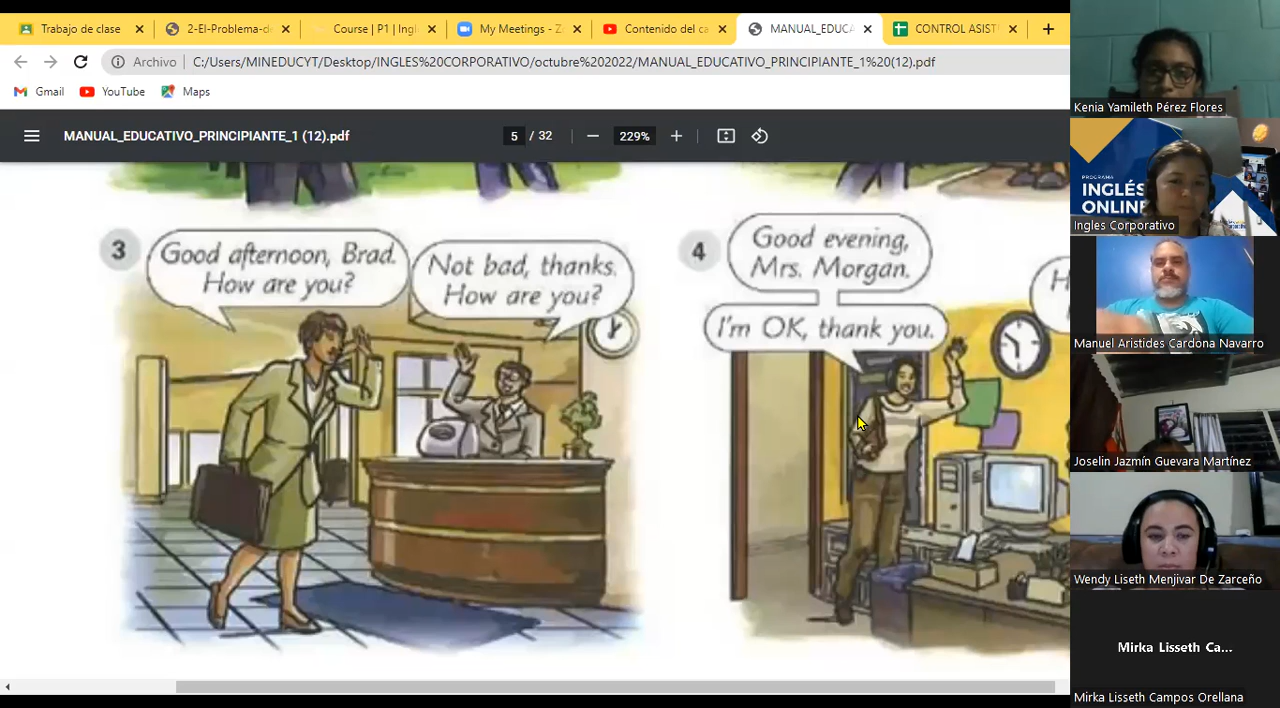 Trabajo de clase
2-El-Problema-d
Course | P1 | Ingl
My Meetings - Z
Contenido del ca
MANUAL_EDUCA
CONTROL ASIST
Archivo
C:/Users/MINEDUCYT/Desktop/INGLES%20CORPORATIVO/octubre%202022/MANUAL_EDUCATIVO_PRINCIPIANTE_1%20(12).pdf
Gmail
YouTube
Maps
MANUAL_EDUCATIVO_PRINCIPIANTE_1 (12).pdf
5 / 32
229%
3
Good afternoon, Brad.
How are you?
Not bad, thanks.
How are you?
4
Good evening,
Mrs. Morgan.
I'm OK, thank you.
H
Kenia Yamileth Pérez Flores
PROGRAMA
INGLÉS
ONLINE
Ingles Corporativo
Manuel Aristides Cardona Navarro
Joselin Jazmín Guevara Martínez
Wendy Liseth Menjivar De Zarceño
Mirka Lisseth Ca...
Mirka Lisseth Campos Orellana